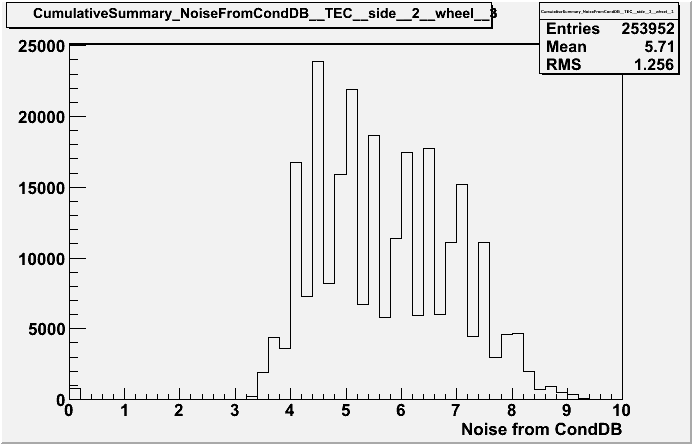 CumulativeSummary_NoiseFromCondDB__TEC__side__2__wheel__3
Entries 253952
Mean 5.71
RMS 1.256
25000
20000
15000
10000
5000
0
0 1 2 3 4 5 6 7 8 9 10
Noise from CondDB